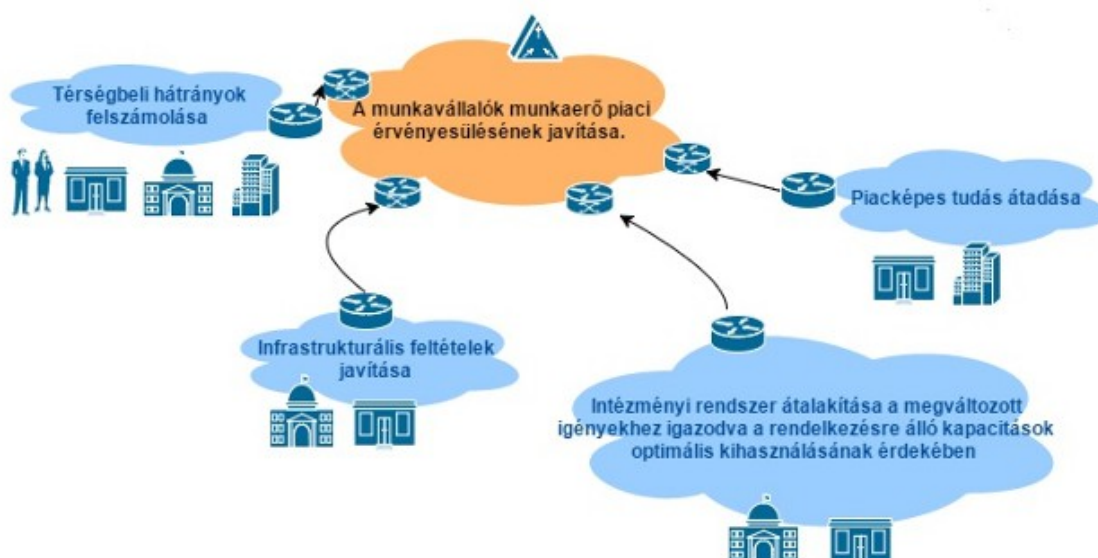 Térségbeli hátrányok
felszámolása
A munkavállalók munkaerő piaci
érvényesülésének javítása.
Piacképes tudás átadása
Infrastrukturális feltételek
javítása
Intézményi rendszer átalakítása a megváltozott
igényekhez igazodva a rendelkezésre álló kapacitások
optimális kihasználásának érdekében